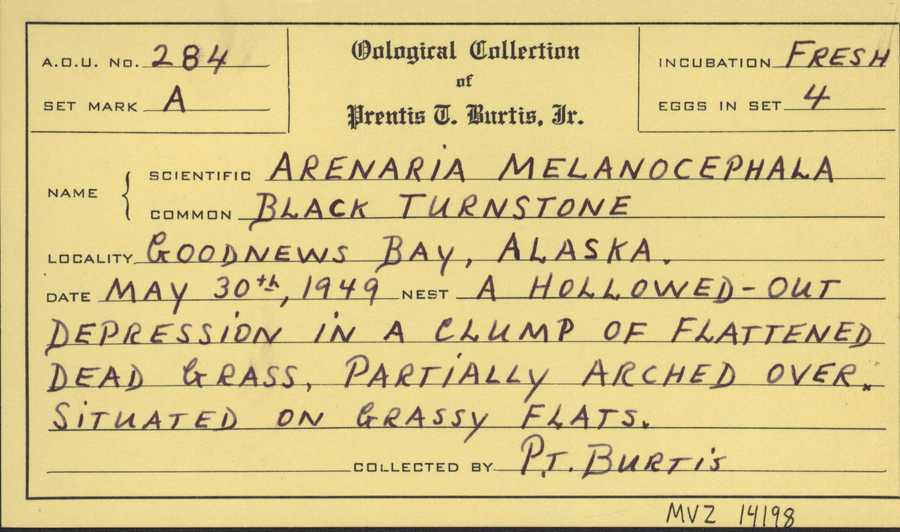 A.O.U. No. 284
Oological Collection
INCUBATION FRESH
SET MARK A
of
EGGS IN SET 4
Prentis T. Burtis, Jr.
NAME
SCIENTIFIC ARENARIA MELANOCEPHALA
COMMON BLACK TURNSTONE
LOCALITY GOODNEWS BAY, ALASKA.
DATE MAY 30th, 1949 NEST A HOLLOWED-OUT
DEPRESSION IN A CLUMP OF FLATTENED
DEAD GRASS, PARTIALLY ARCHED OVER.
SITUATED ON GRASSY FLATS.
COLLECTED BY P.T. BURTIS
MVZ 14198